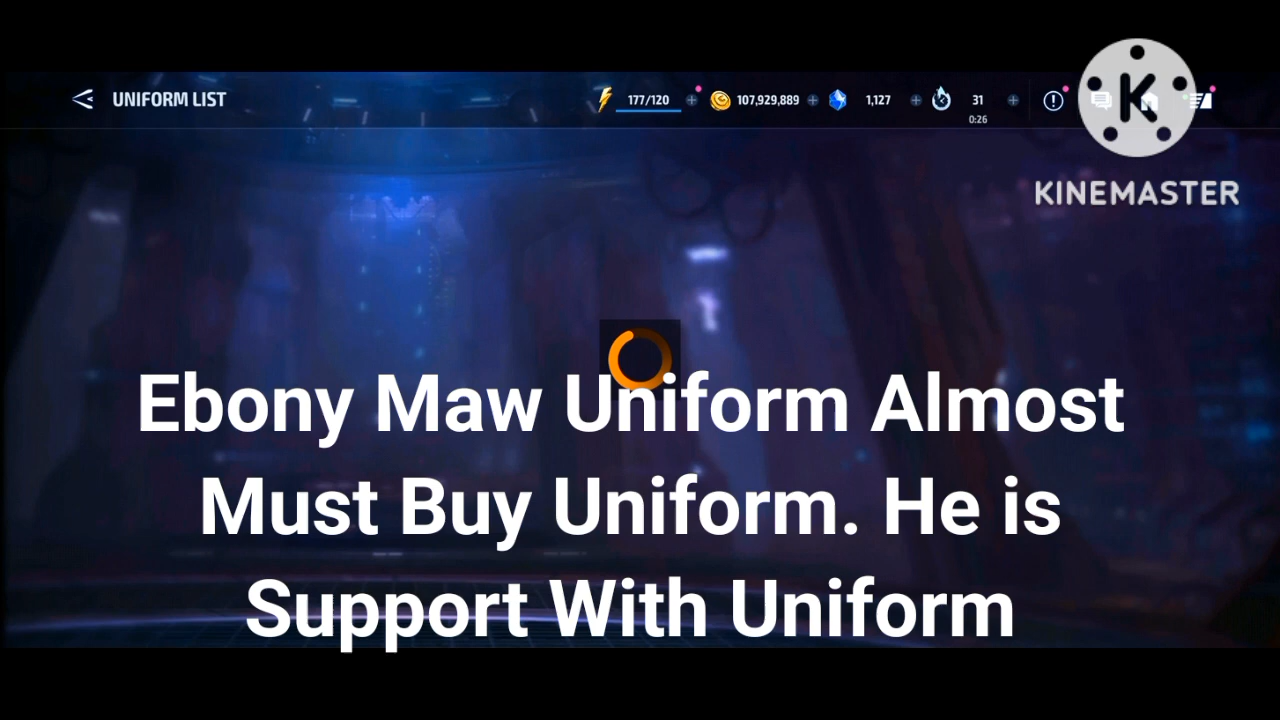 UNIFORM LIST 177/120 107,929,889 1,127 31
0:26
K
KINEMASTER
Ebony Maw Uniform Almost
Must Buy Uniform. He is
Support With Uniform